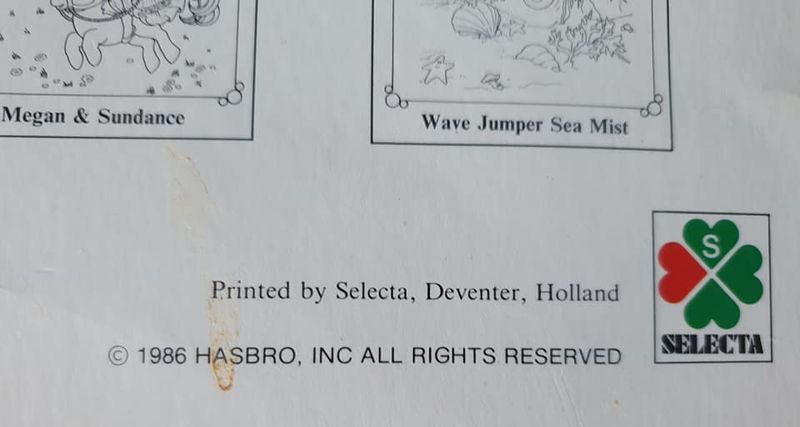 Megan & Sundance
Wave Jumper Sea Mist
S
Printed by Selecta, Deventer, Holland
SELECTA
© 1986 HASBRO, INC ALL RIGHTS RESERVED